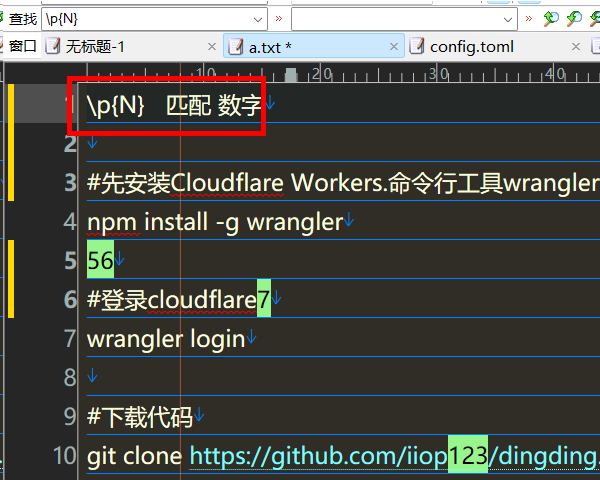 查找 \p{N} » »
窗口 无标题-1 × a.txt * × config.toml ×
10 20 30 40
1 \p{N} 匹配 数字↓
2 ↓
3 #先安装Cloudflare Workers.命令行工具wrangler
4 npm install -g wrangler↓
5 56↓
6 #登录cloudflare7↓
7 wrangler login↓
8 ↓
9 #下载代码↓
10 git clone https://github.com/iiop123/dingding.